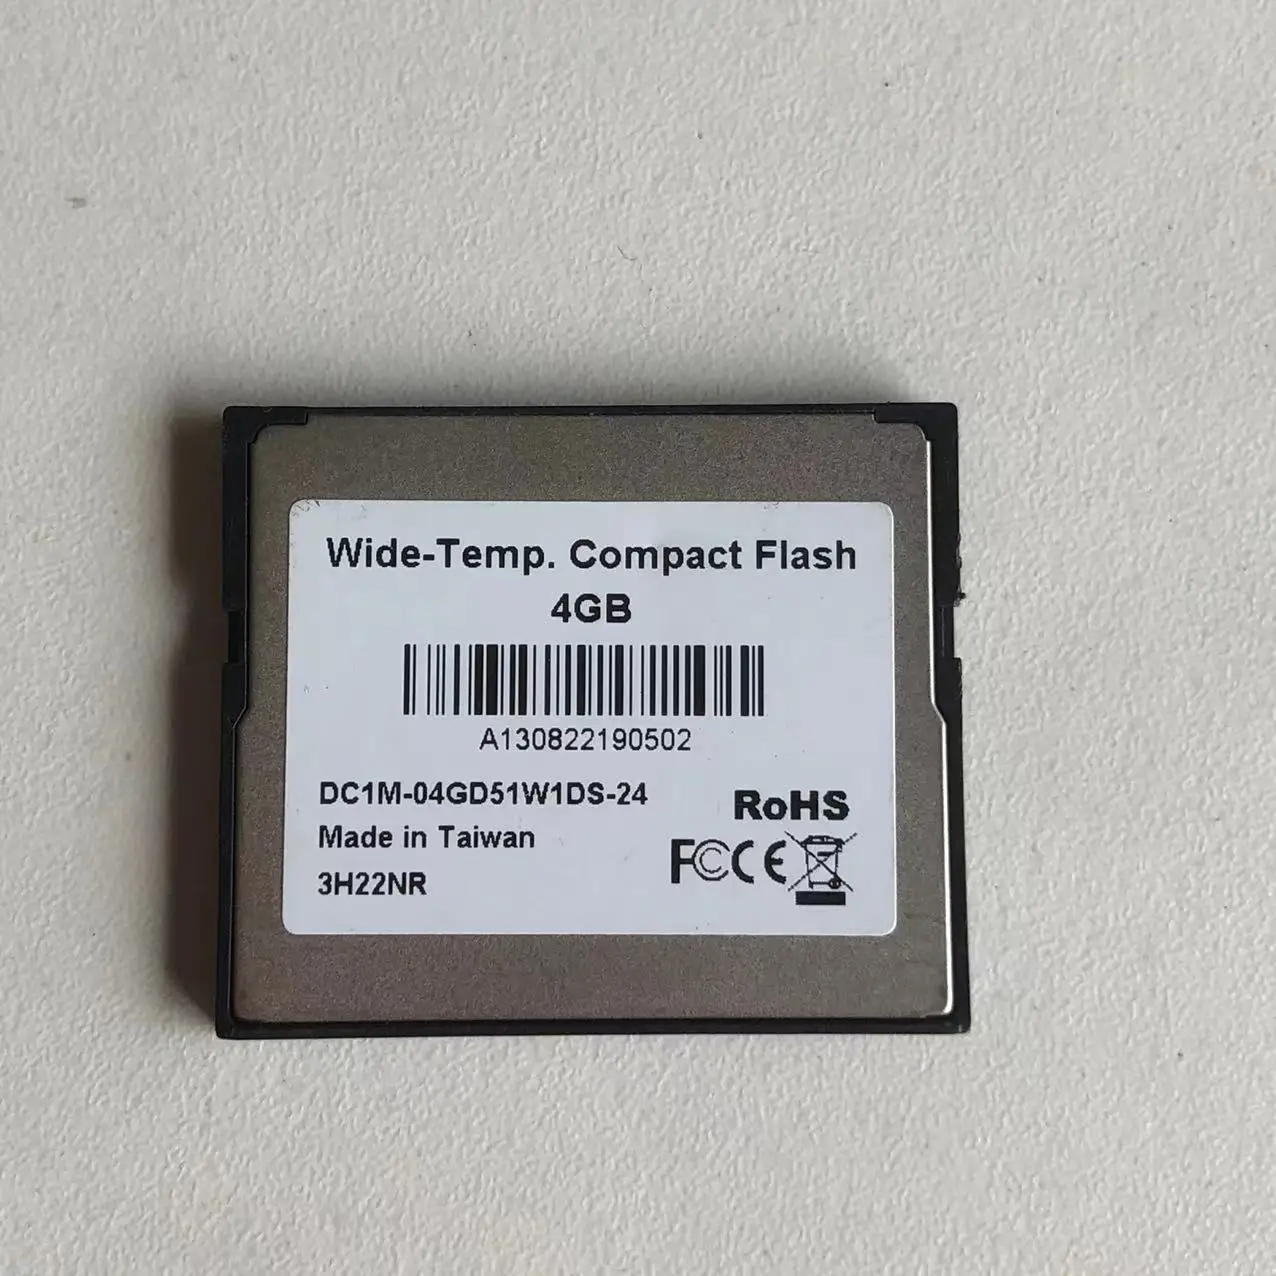 Wide-Temp. Compact Flash
4GB
A130822190502
DC1M-04GD51W1DS-24
Made in Taiwan
3H22NR
RoHS
FC CE